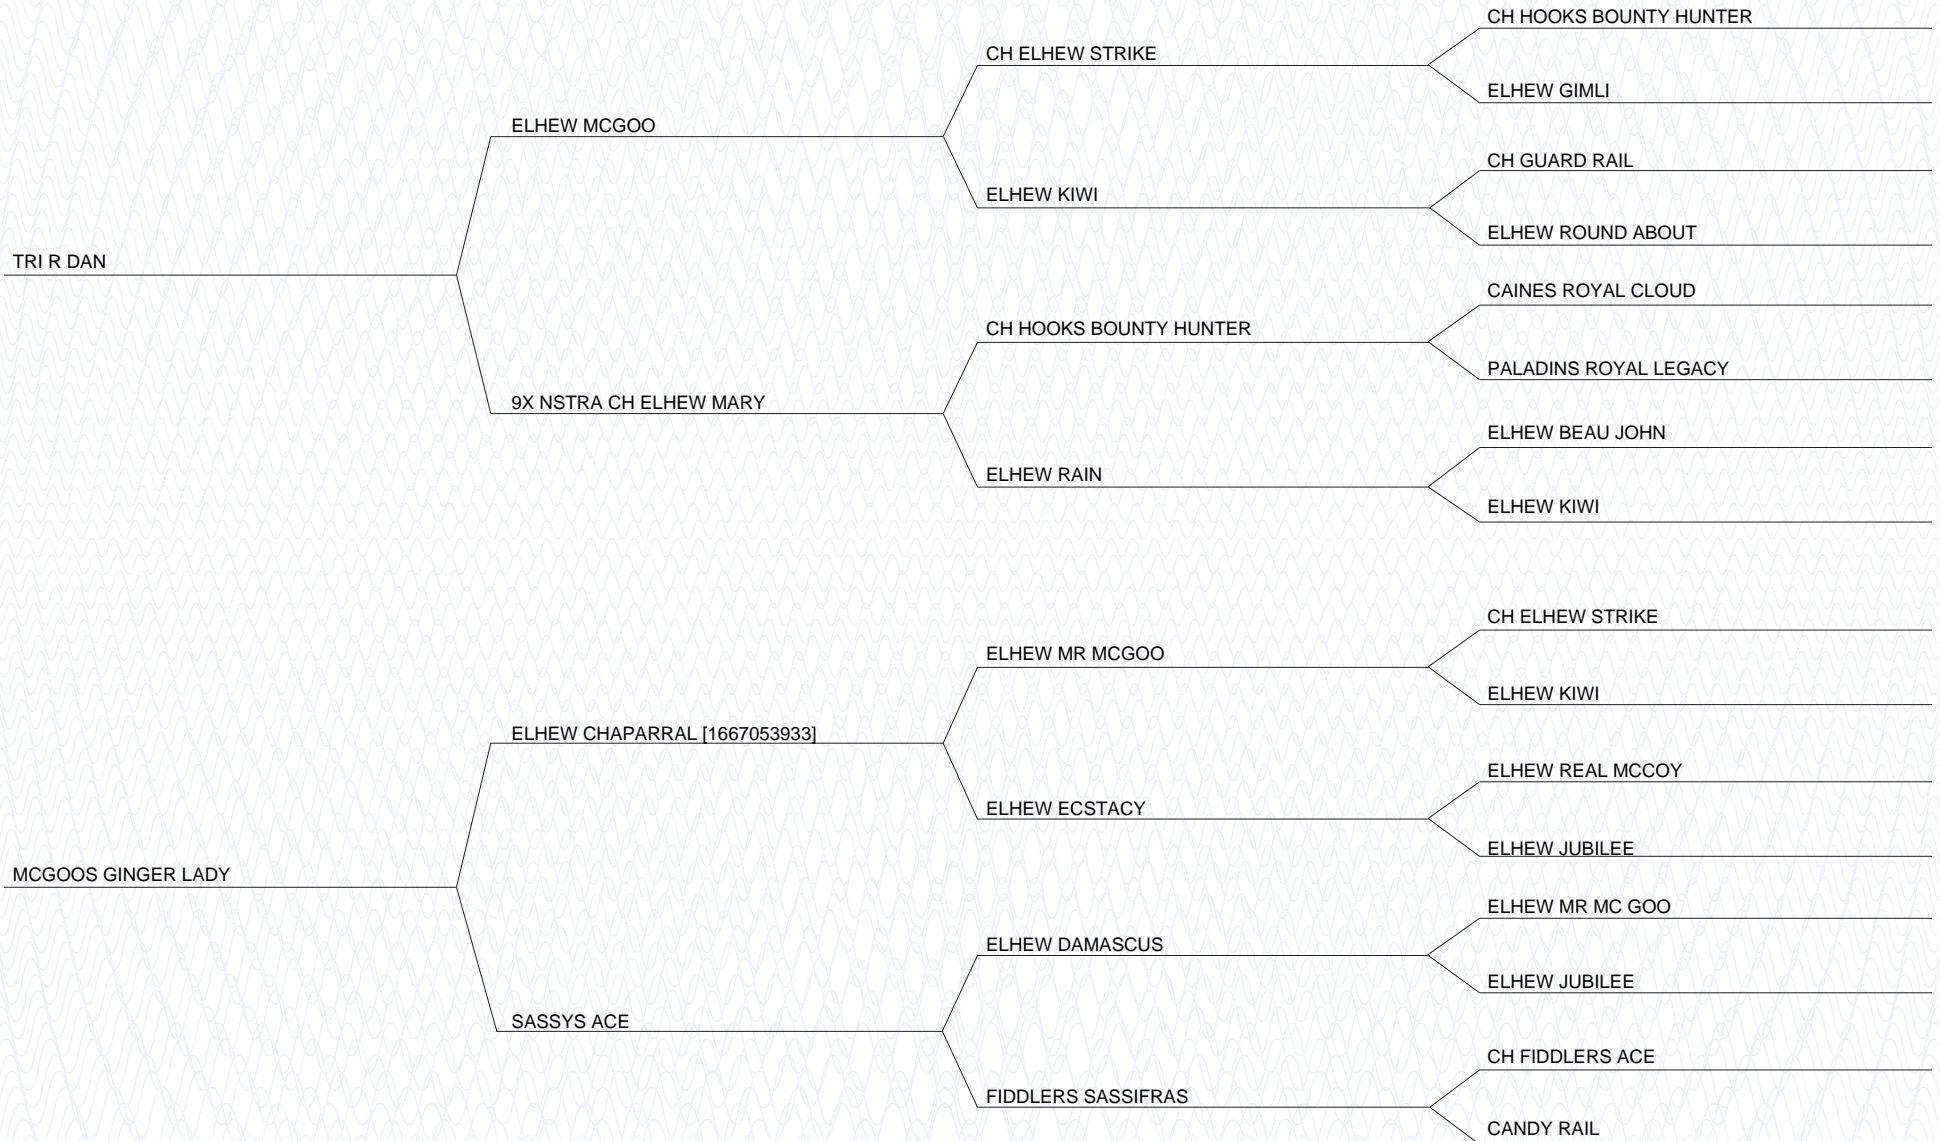 CH HOOKS BOUNTY HUNTER
CH ELHEW STRIKE
ELHEW GIMLI
ELHEW MCGOO
CH GUARD RAIL
ELHEW KIWI
ELHEW ROUND ABOUT
TRI R DAN
CAINES ROYAL CLOUD
CH HOOKS BOUNTY HUNTER
PALADINS ROYAL LEGACY
9X NSTRA CH ELHEW MARY
ELHEW BEAU JOHN
ELHEW RAIN
ELHEW KIWI
CH ELHEW STRIKE
ELHEW MR MCGOO
ELHEW KIWI
ELHEW CHAPARRAL [1667053933]
ELHEW REAL MCCOY
ELHEW ECSTACY
ELHEW JUBILEE
MCGOOS GINGER LADY
ELHEW MR MC GOO
ELHEW DAMASCUS
ELHEW JUBILEE
SASSYS ACE
CH FIDDLERS ACE
FIDDLERS SASSIFRAS
CANDY RAIL